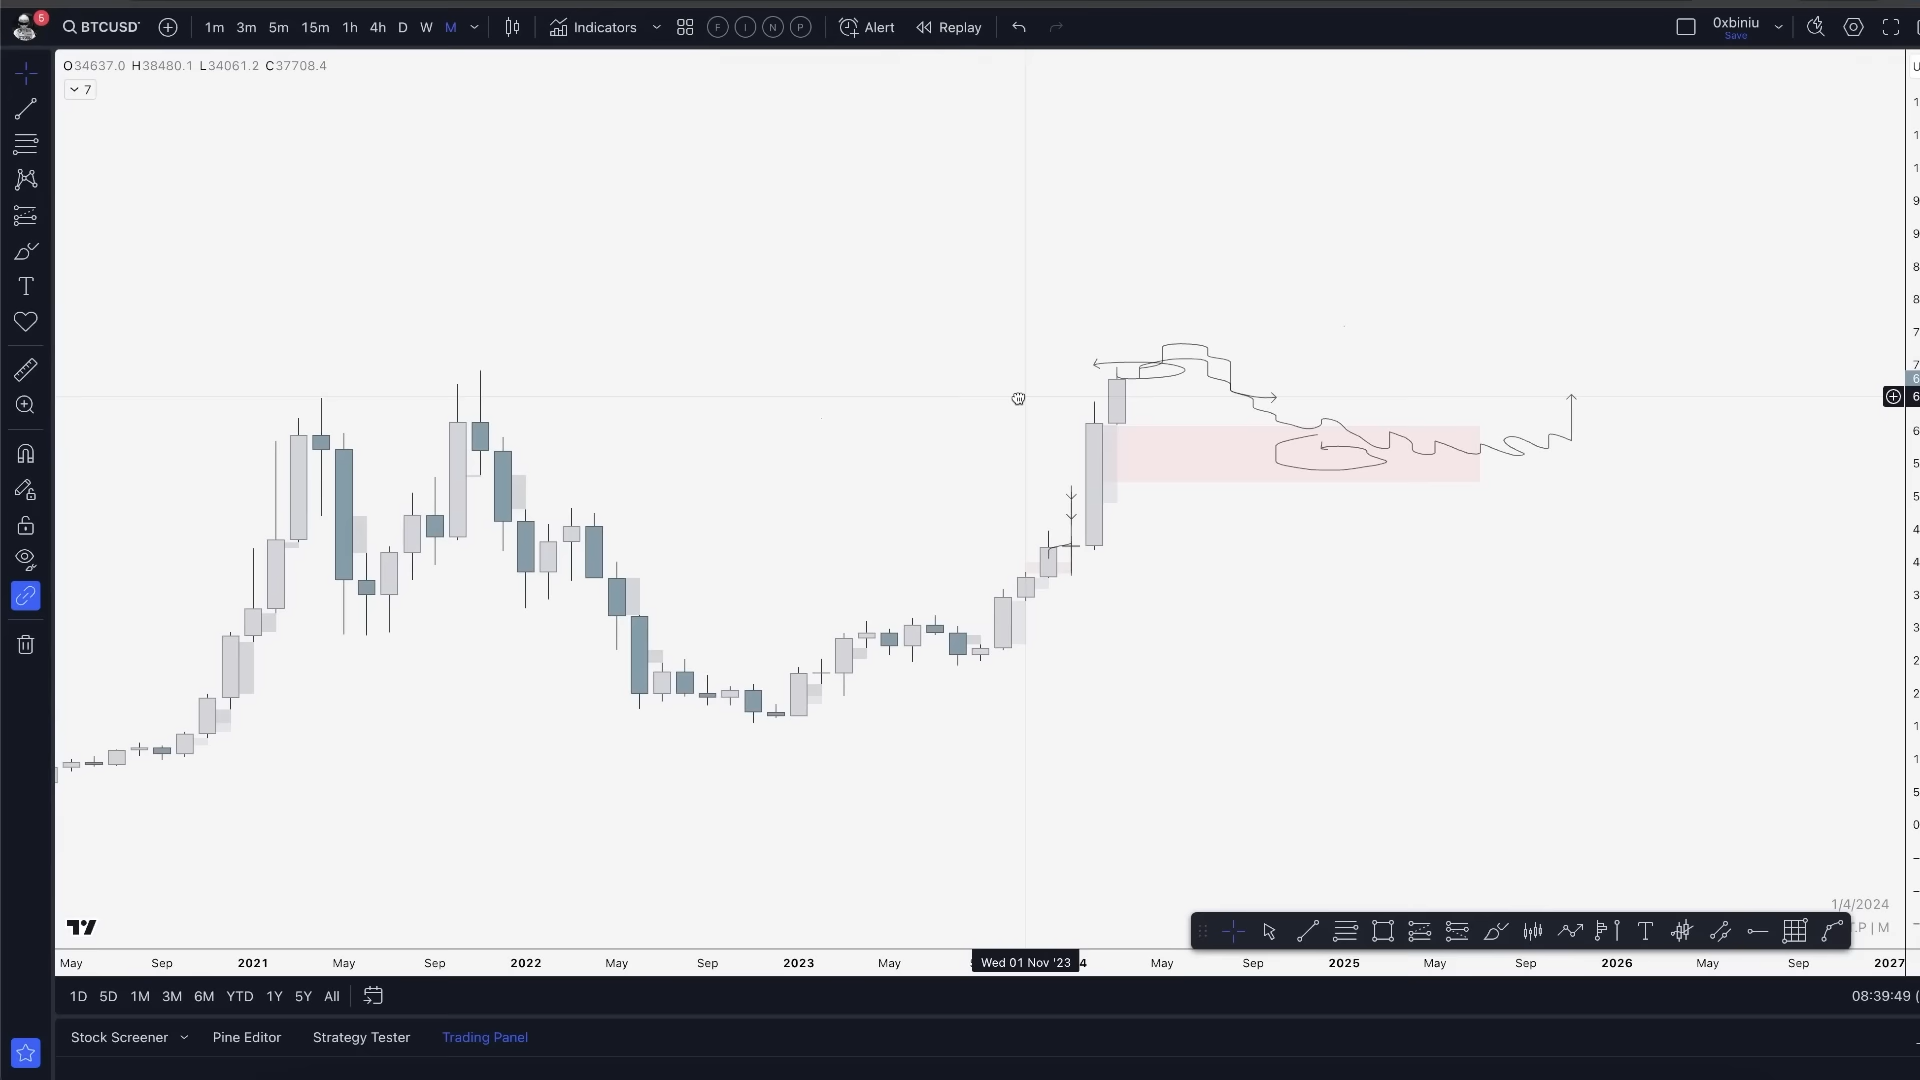 5
BTCUSD 1m 3m 5m 15m 1h 4h D W M Indicators F I N P Alert Replay 0xbiniu
Save
O34637.0 H38480.1 L34061.2 C37708.4
7
1/4/2024
P | M
May Sep 2021 May Sep 2022 May Sep 2023 May Wed 01 Nov '23 4 May Sep 2025 May Sep 2026 May Sep 2027
1D 5D 1M 3M 6M YTD 1Y 5Y All 08:39:49 (
Stock Screener Pine Editor Strategy Tester Trading Panel